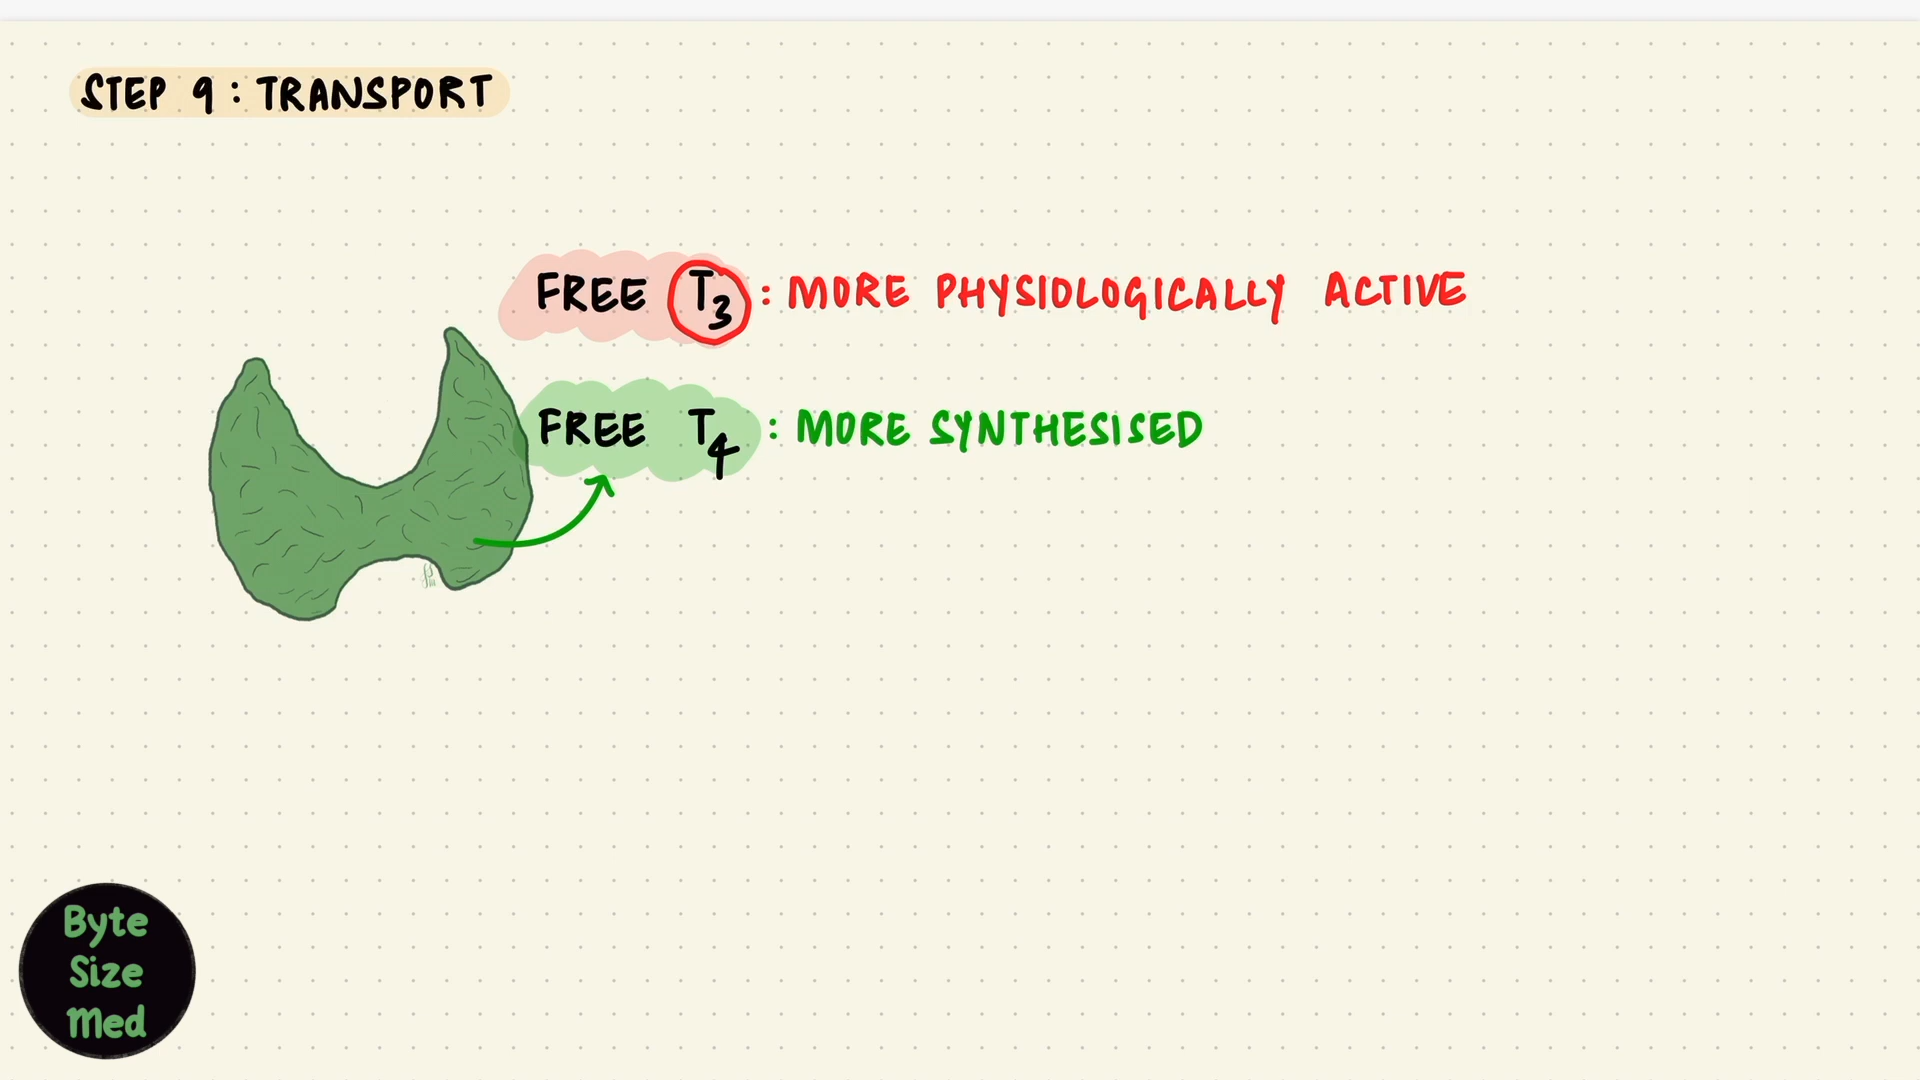 STEP 9: TRANSPORT
FREE T3: MORE PHYSIOLOGICALLY ACTIVE
FREE T4: MORE SYNTHESISED
Byte
Size
Med